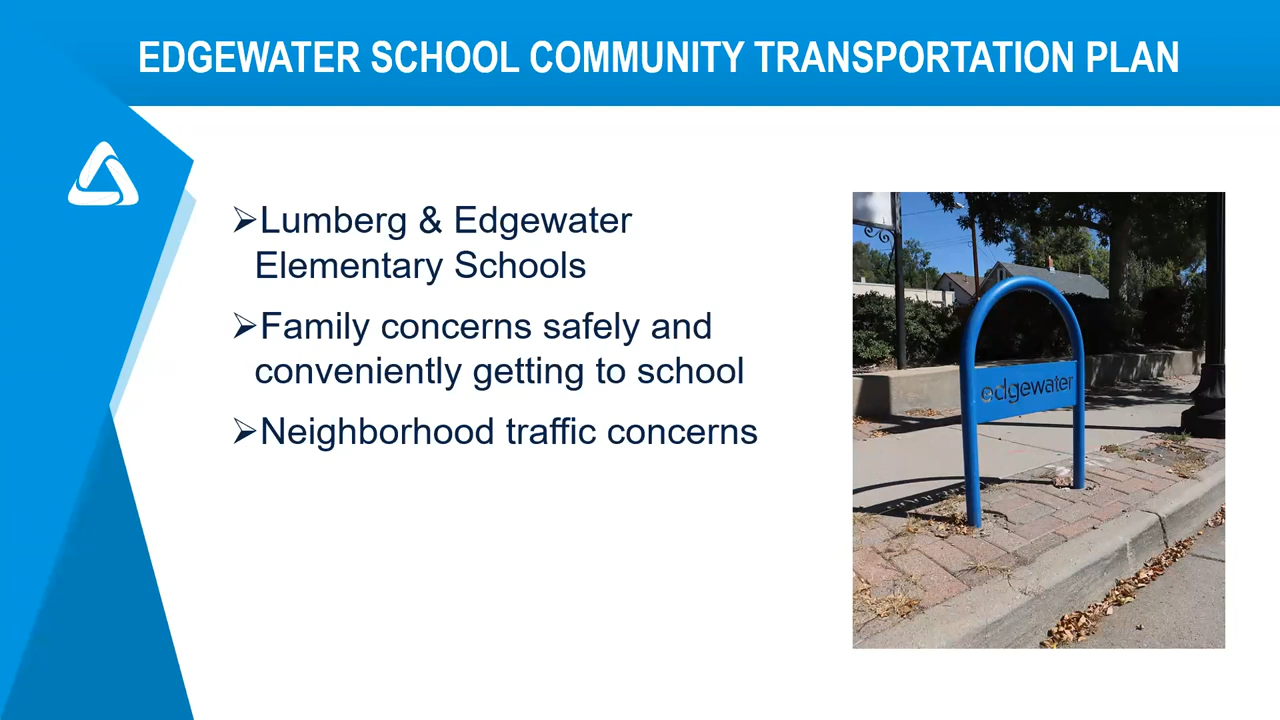 EDGEWATER SCHOOL COMMUNITY TRANSPORTATION PLAN
➢Lumberg & Edgewater
Elementary Schools
➢Family concerns safely and
conveniently getting to school
➢Neighborhood traffic concerns
edgewater